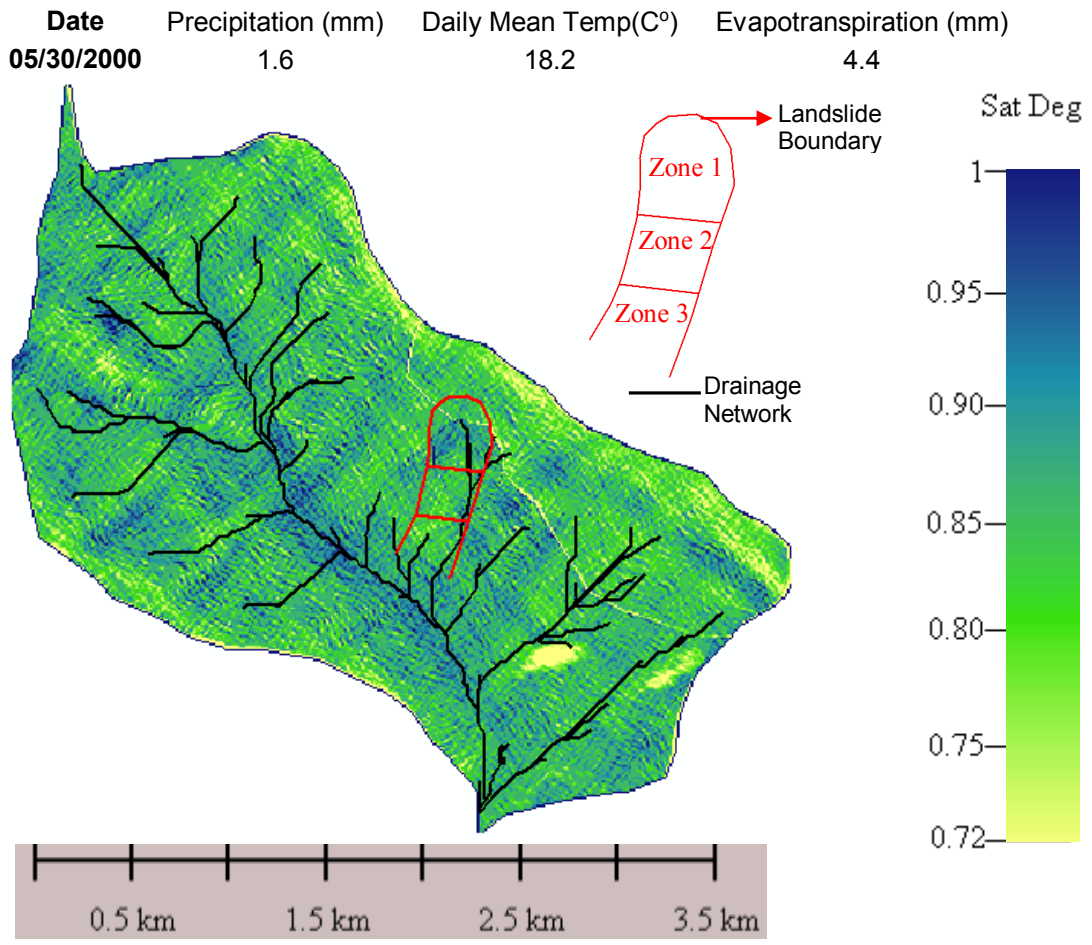 Date Precipitation (mm) Daily Mean Temp(Cº) Evapotranspiration (mm)
05/30/2000 1.6 18.2 4.4
Landslide
Boundary
Zone 1
Zone 2
Zone 3
Drainage
Network
Sat Deg
1
0.95
0.90
0.85
0.80
0.75
0.72
0.5 km 1.5 km 2.5 km 3.5 km